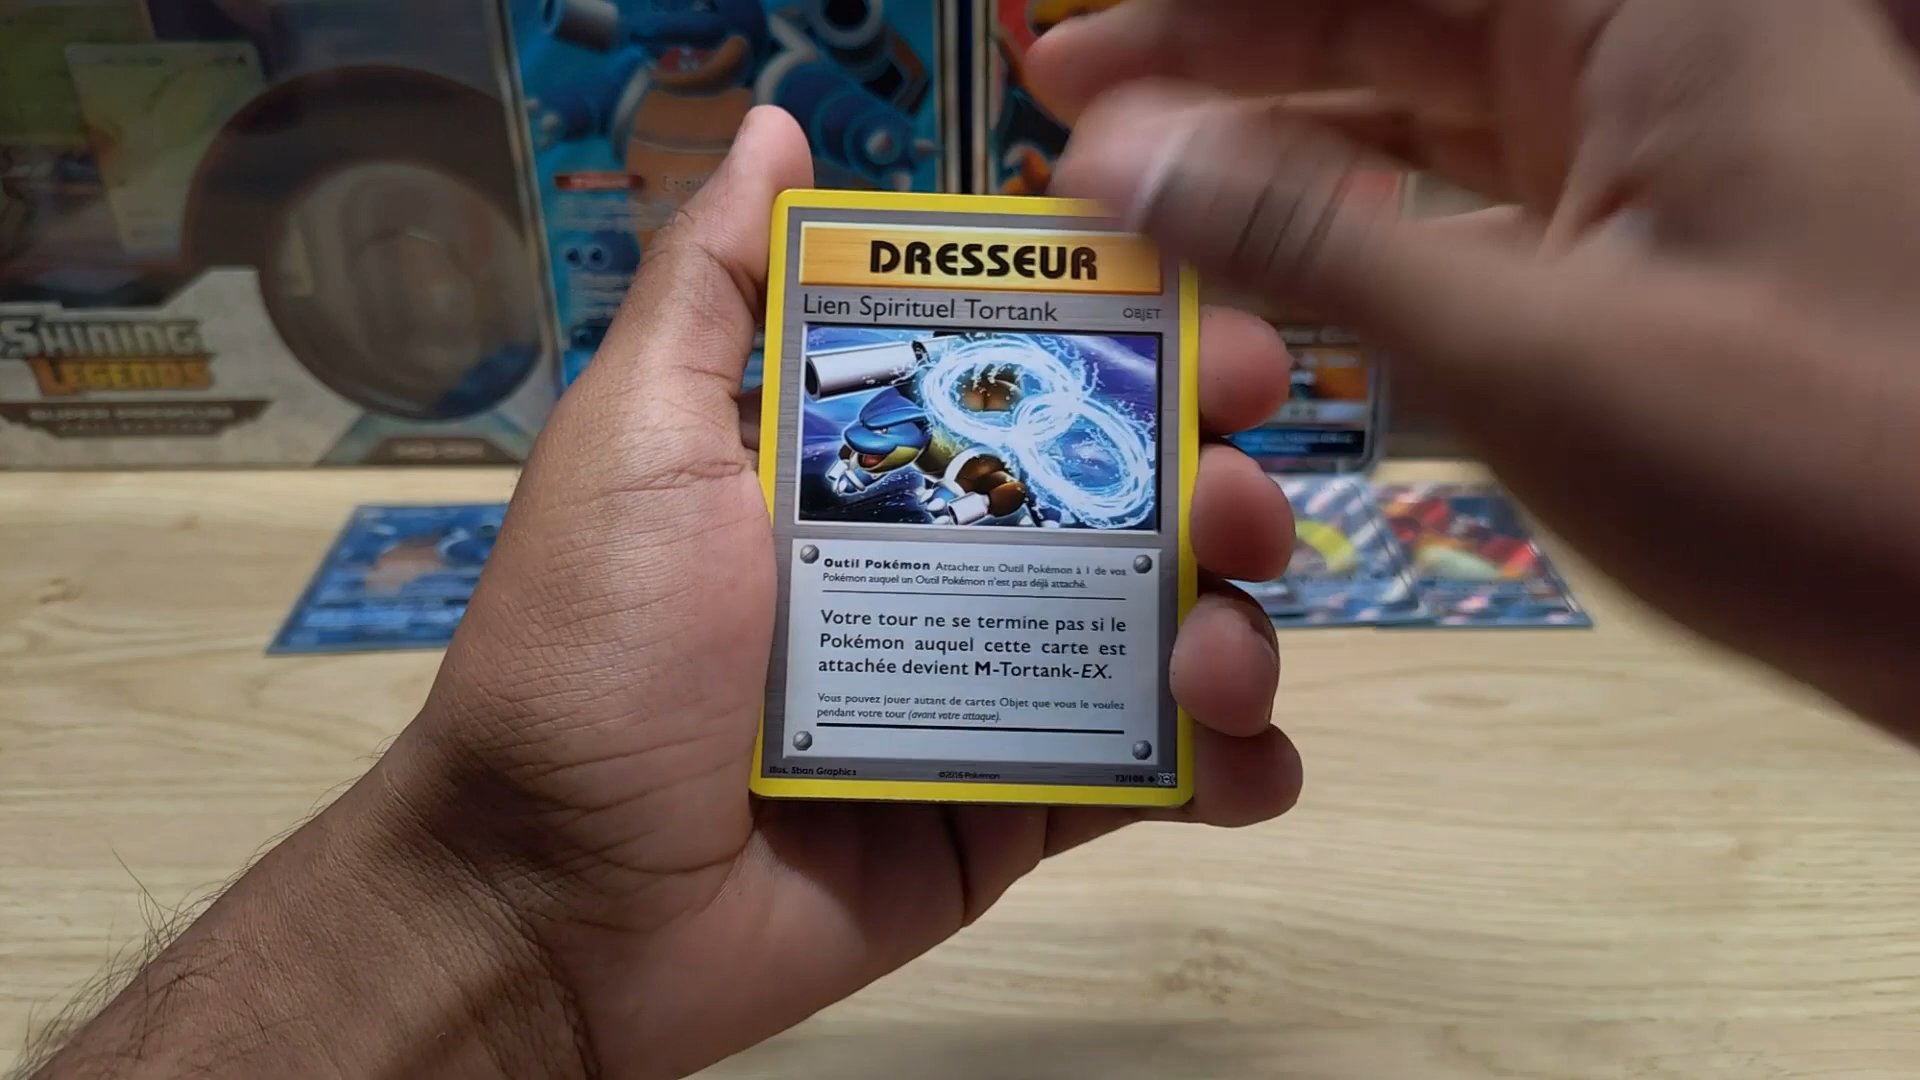 DRESSEUR
Lien Spirituel Tortank
OBJET
Outil Pokémon Attachez un Outil Pokémon à 1 de vos
Pokémon auquel un Outil Pokémon n'est pas déjà attaché.
Votre tour ne se termine pas si le
Pokémon auquel cette carte est
attachée devient M-Tortank-EX.
Vous pouvez jouer autant de cartes Objet que vous le voulez
pendant votre tour (avant votre attaque).
Illus. 5ban Graphics
©2016 Pokémon
73/108
SHINING
LEGENDS